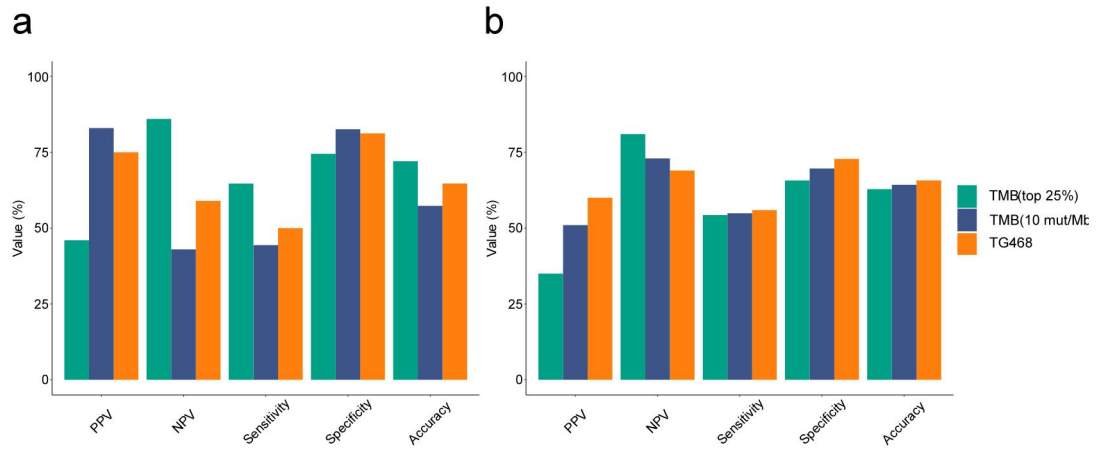 a
b
Value (%)
100
75
50
25
0
PPV
NPV
Sensitivity
Specificity
Accuracy
Value (%)
100
75
50
25
0
PPV
NPV
Sensitivity
Specificity
Accuracy
TMB(top 25%)
TMB(10 mut/Mb
TG468